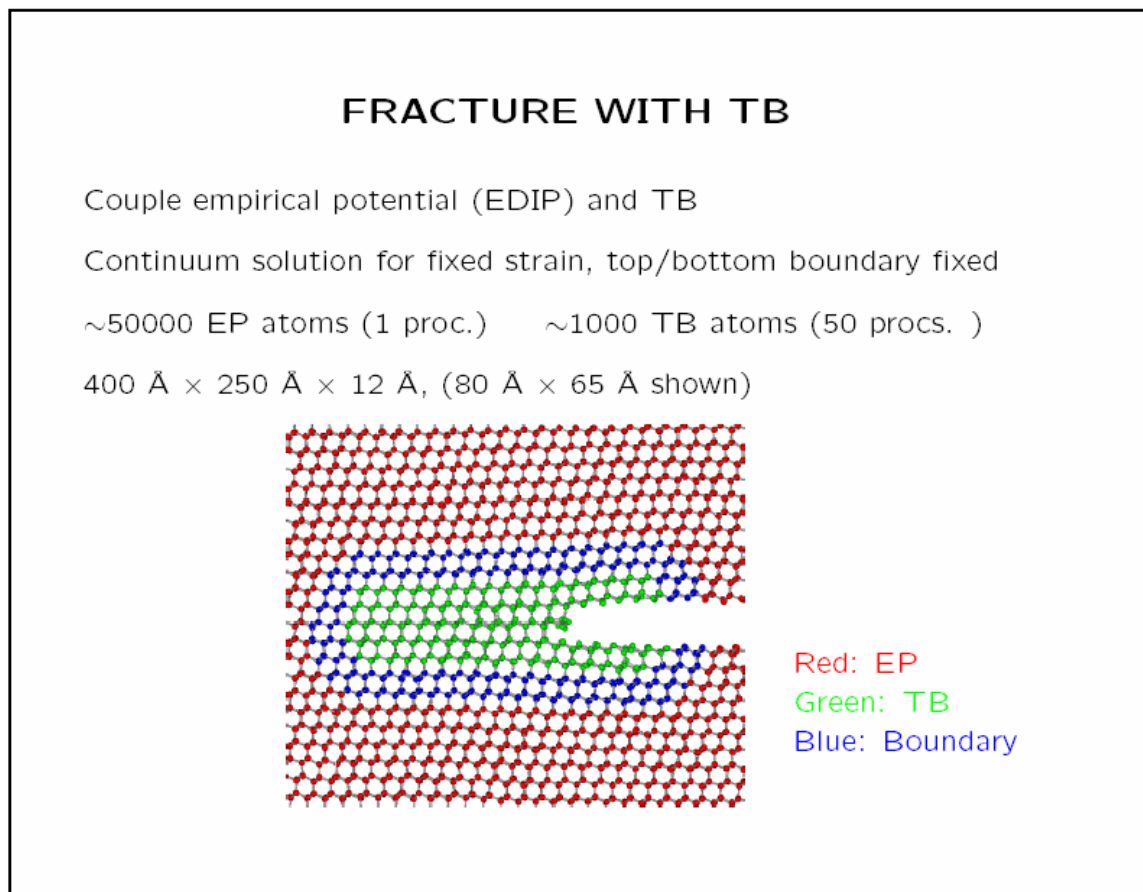 FRACTURE WITH TB
Couple empirical potential (EDIP) and TB
Continuum solution for fixed strain, top/bottom boundary fixed
~50000 EP atoms (1 proc.) ~1000 TB atoms (50 procs. )
400 Å × 250 Å × 12 Å, (80 Å × 65 Å shown)
Red: EP
Green: TB
Blue: Boundary